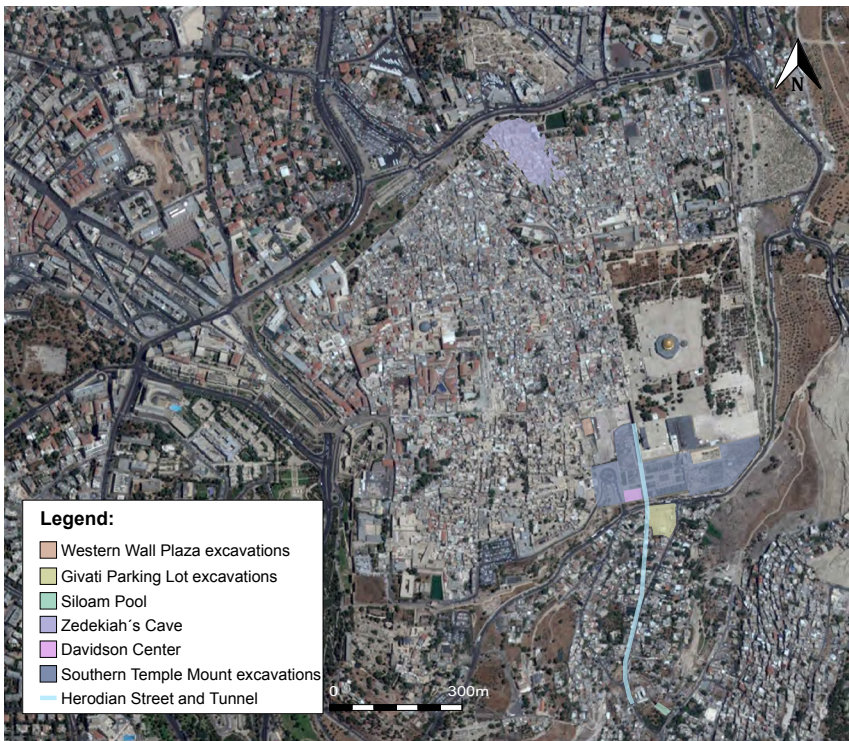 N
Legend:
Western Wall Plaza excavations
Givati Parking Lot excavations
Siloam Pool
Zedekiah´s Cave
Davidson Center
Southern Temple Mount excavations
Herodian Street and Tunnel
0 300m